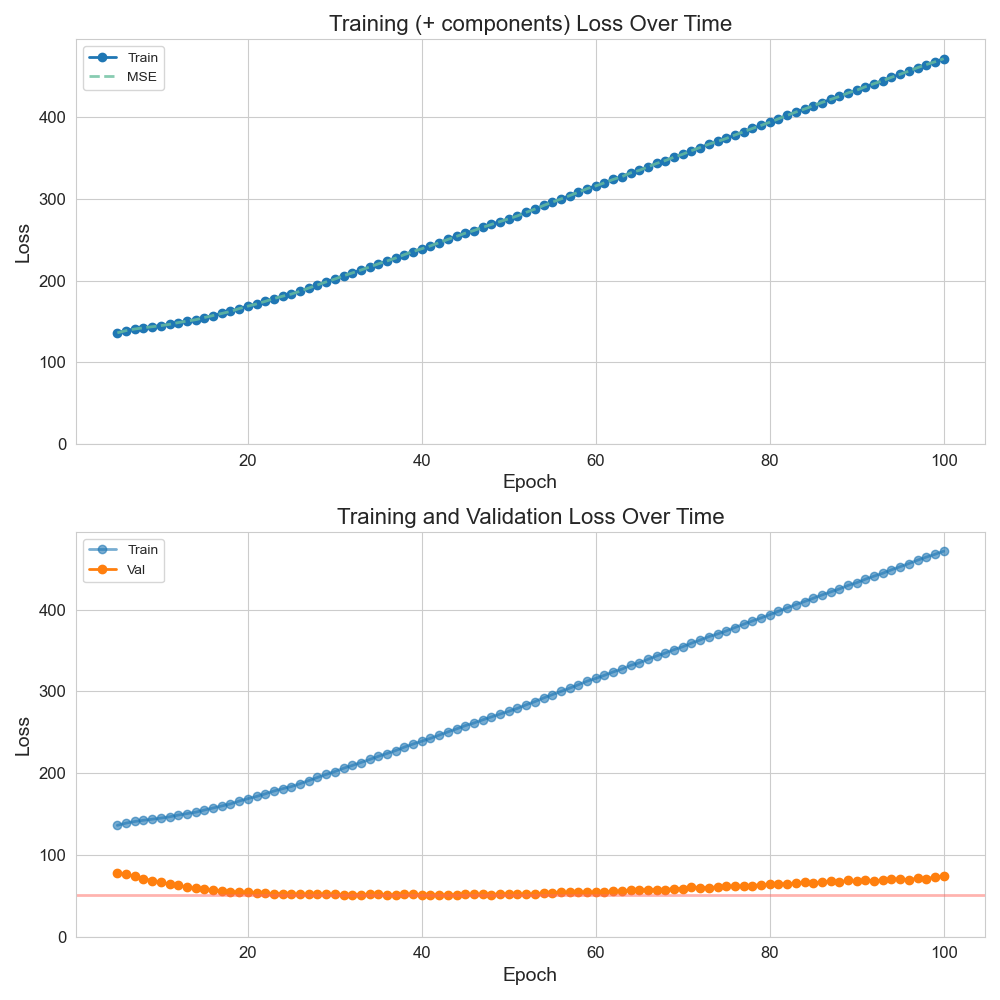 Training (+ components) Loss Over Time
Train
MSE
Loss
400
300
200
100
0
20 40 60 80 100
Epoch
Training and Validation Loss Over Time
Train
Val
Loss
400
300
200
100
0
20 40 60 80 100
Epoch